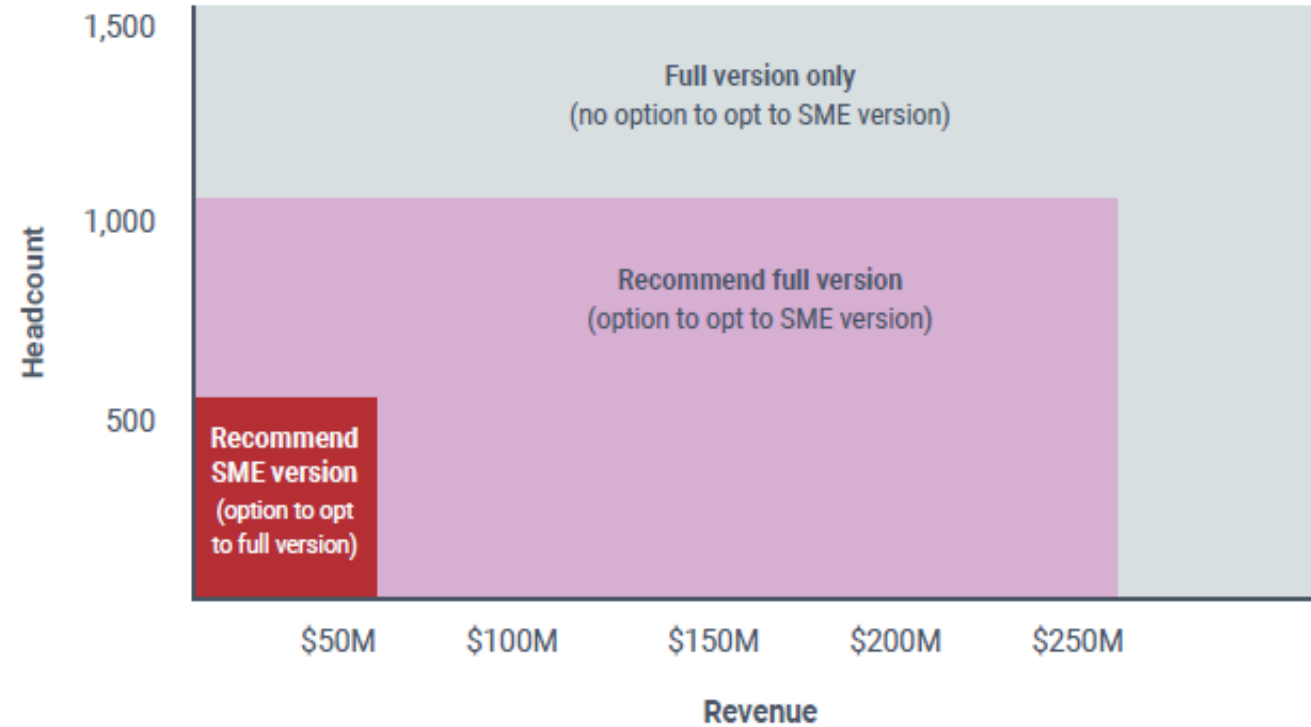 1,500
Full version only
(no option to opt to SME version)
1,000
Recommend full version
(option to opt to SME version)
Headcount
500
Recommend
SME version
(option to opt
to full version)
$50M
$100M
$150M
$200M
$250M
Revenue